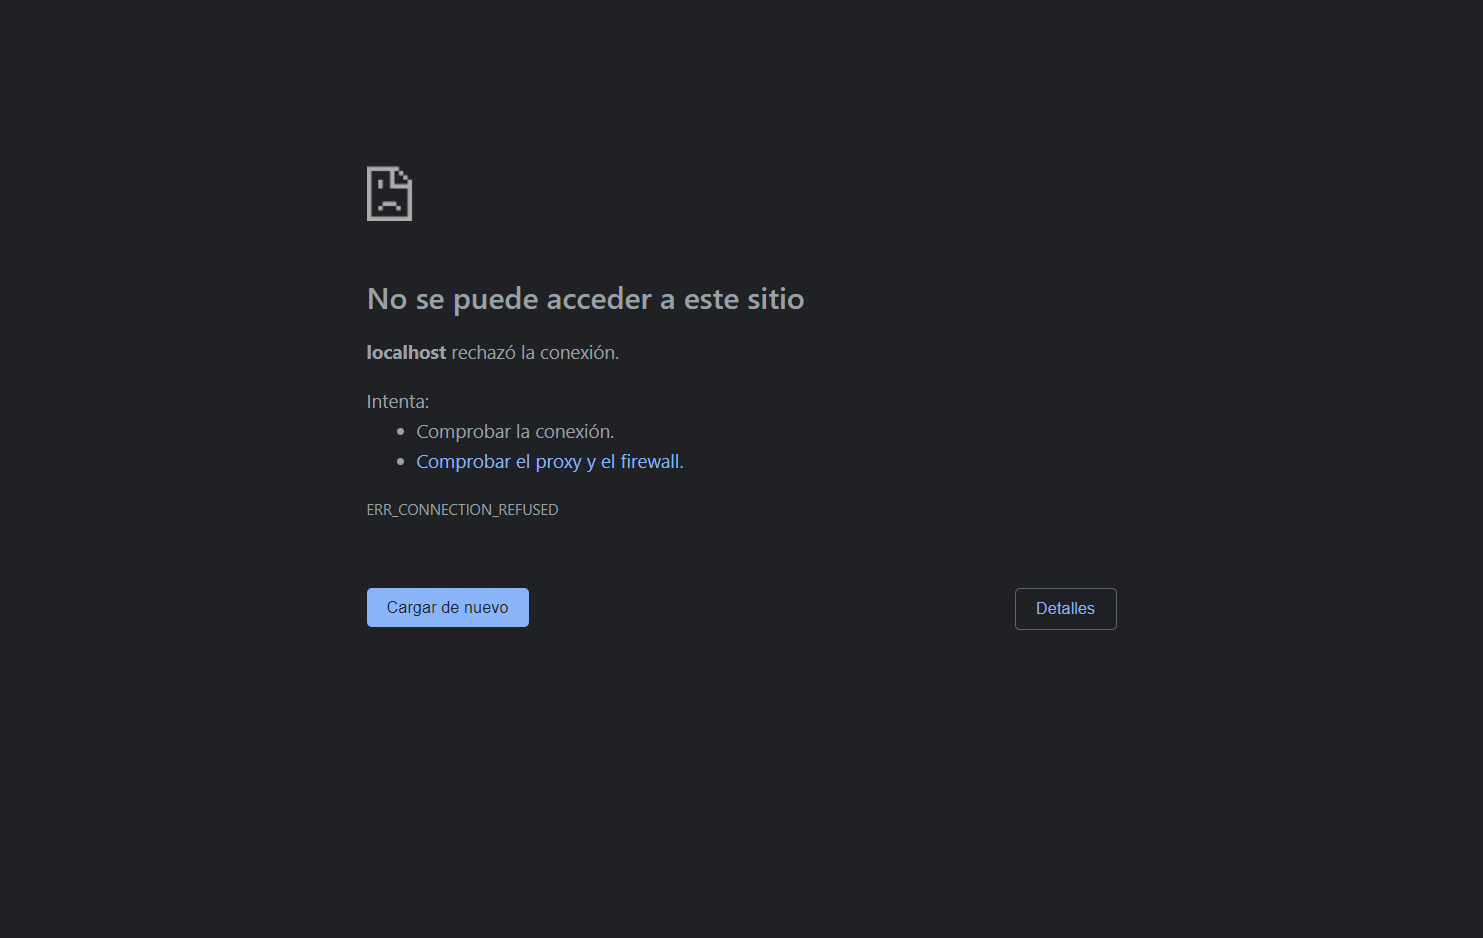 No se puede acceder a este sitio
localhost rechazó la conexión.
Intenta:
• Comprobar la conexión.
• Comprobar el proxy y el firewall.
ERR_CONNECTION_REFUSED
Cargar de nuevo
Detalles